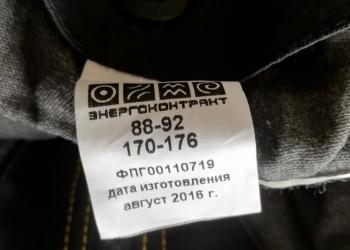 ЭНЕРГОКОНТРАКТ
88-92
170-176
ФПГ00110719
дата изготовления
август 2016 г.